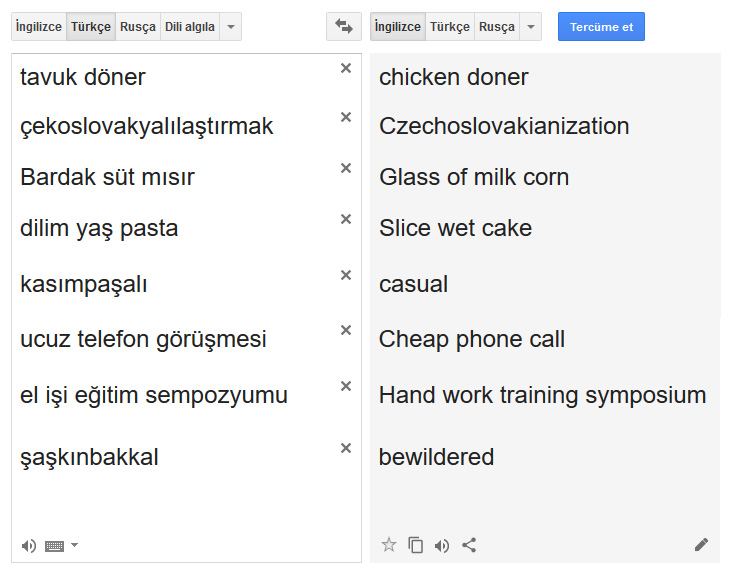 İngilizce Türkçe Rusça Dili algıla İngilizce Türkçe Rusça Tercüme et
tavuk döner chicken doner
çekoslovakyalılaştırmak Czechoslovakianization
Bardak süt mısır Glass of milk corn
dilim yaş pasta Slice wet cake
kasımpaşalı casual
ucuz telefon görüşmesi Cheap phone call
el işi eğitim sempozyumu Hand work training symposium
şaşkınbakkal bewildered